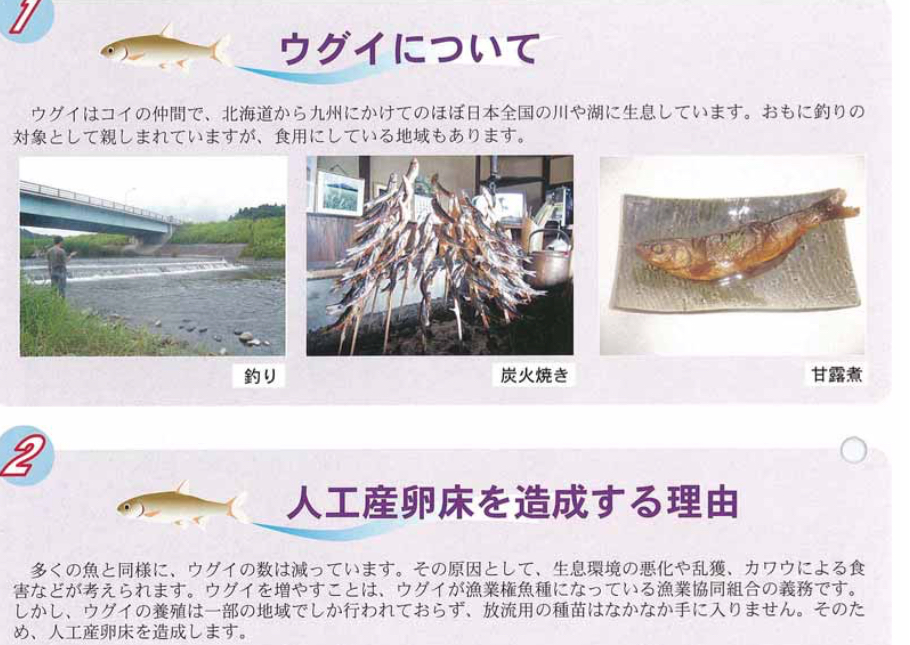 1
ウグイについて
ウグイはコイの仲間で、北海道から九州にかけてのほぼ日本全国の川や湖に生息しています。おもに釣りの
対象として親しまれていますが、食用にしている地域もあります。
釣り
炭火焼き
甘露煮
2
人工産卵床を造成する理由
多くの魚と同様に、ウグイの数は減っています。その原因として、生息環境の悪化や乱獲、カワウによる食
害などが考えられます。ウグイを増やすことは、ウグイが漁業権魚種になっている漁業協同組合の義務です。
しかし、ウグイの養殖は一部の地域でしか行われておらず、放流用の種苗はなかなか手に入りません。そのた
め、人工産卵床を造成します。